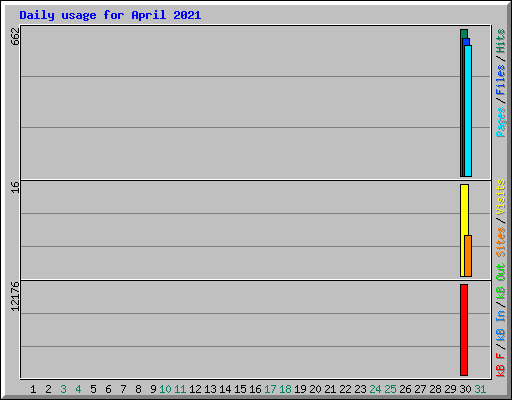 Daily usage for April 2021
662
Pages / Files / Hits
16
Sites / Visits
12176
kB F / kB In / kB Out
1 2 3 4 5 6 7 8 9 10 11 12 13 14 15 16 17 18 19 20 21 22 23 24 25 26 27 28 29 30 31